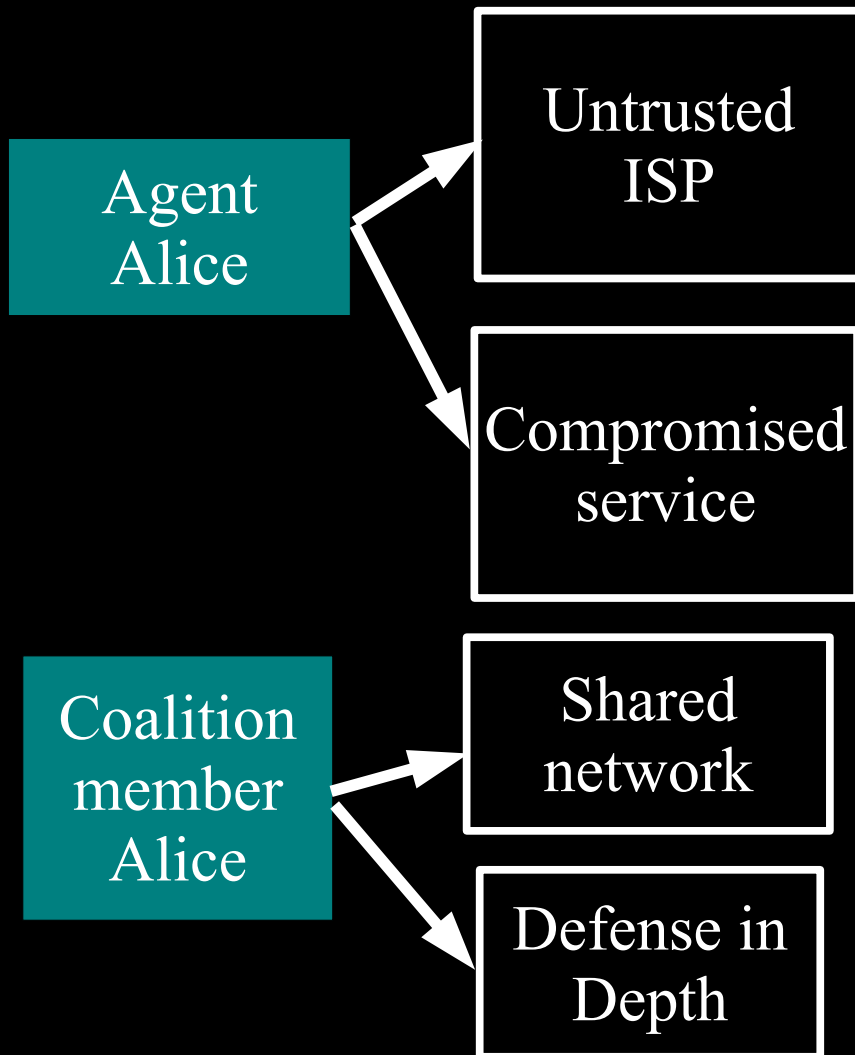 Untrusted
ISP
Agent
Alice
Compromised
service
Coalition
member
Alice
Shared
network
Defense in
Depth